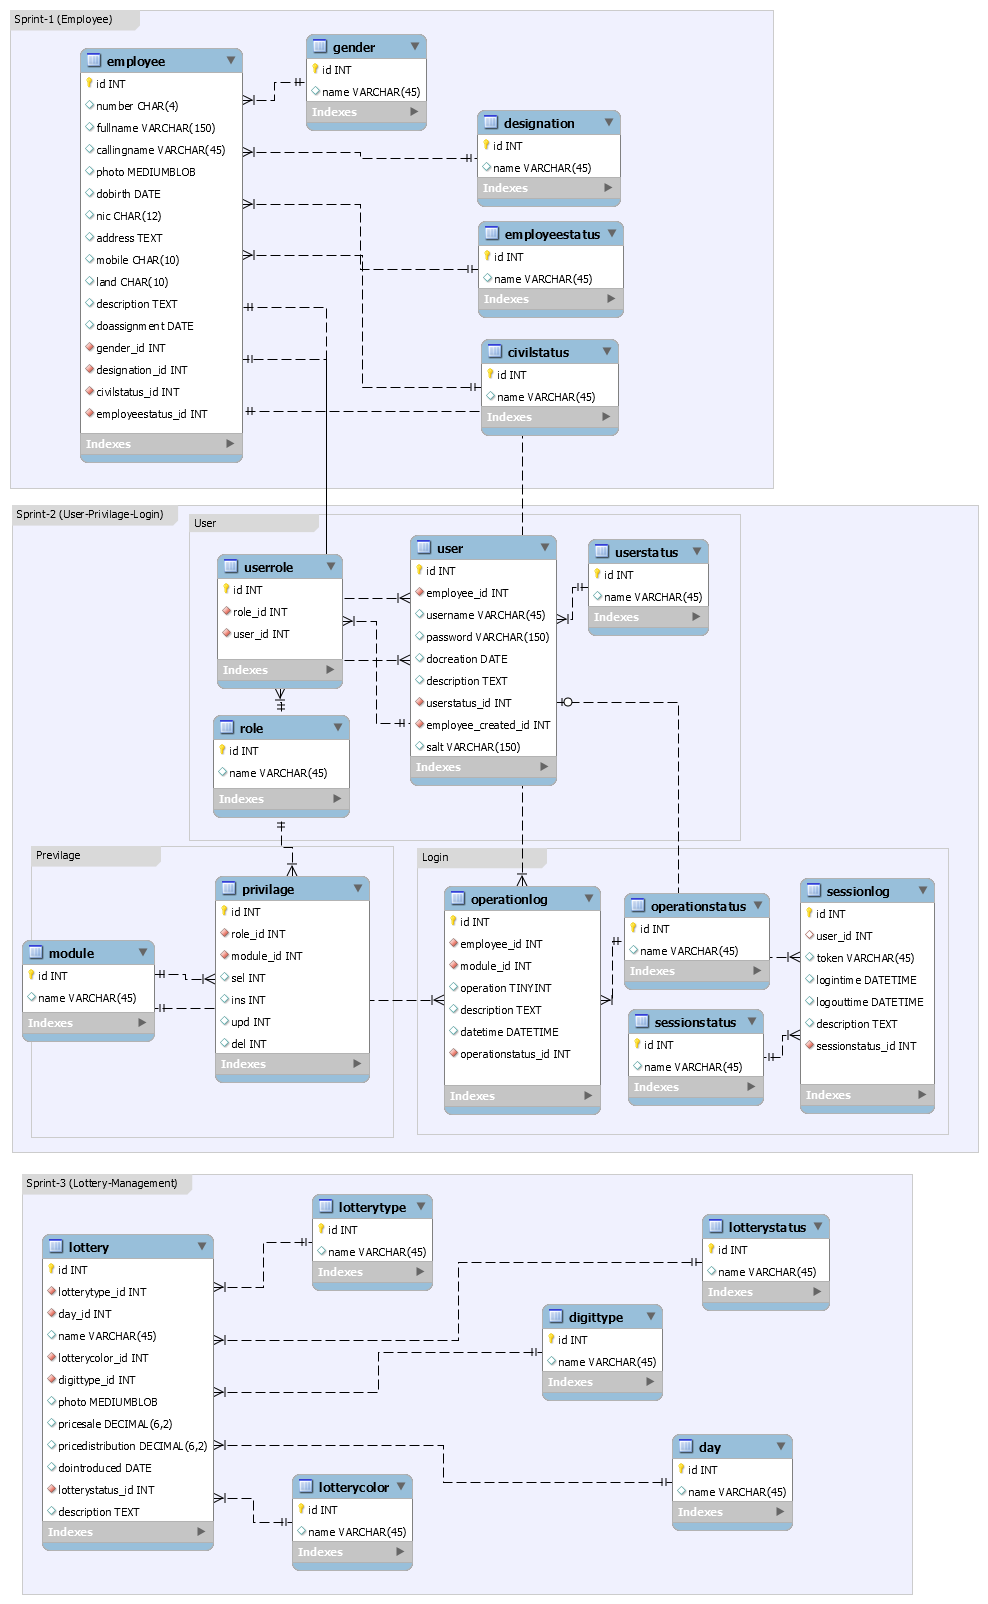 Sprint-1 (Employee)
employee
id INT
number CHAR(4)
fullname VARCHAR(150)
callingname VARCHAR(45)
photo MEDIUMBLOB
dobirth DATE
nic CHAR(12)
address TEXT
mobile CHAR(10)
land CHAR(10)
description TEXT
doassignment DATE
gender_id INT
designation_id INT
civilstatus_id INT
employeestatus_id INT
Indexes
gender
id INT
name VARCHAR(45)
Indexes
designation
id INT
name VARCHAR(45)
Indexes
employeestatus
id INT
name VARCHAR(45)
Indexes
civilstatus
id INT
name VARCHAR(45)
Indexes
Sprint-2 (User-Privilage-Login)
User
userrole
id INT
role_id INT
user_id INT
Indexes
user
id INT
employee_id INT
username VARCHAR(45)
password VARCHAR(150)
docreation DATE
description TEXT
userstatus_id INT
employee_created_id INT
salt VARCHAR(150)
Indexes
userstatus
id INT
name VARCHAR(45)
Indexes
role
id INT
name VARCHAR(45)
Indexes
Previlage
privilage
id INT
role_id INT
module_id INT
sel INT
ins INT
upd INT
del INT
Indexes
module
id INT
name VARCHAR(45)
Indexes
Login
operationlog
id INT
employee_id INT
module_id INT
operation TINYINT
description TEXT
datetime DATETIME
operationstatus_id INT
Indexes
operationstatus
id INT
name VARCHAR(45)
Indexes
sessionstatus
id INT
name VARCHAR(45)
Indexes
sessionlog
id INT
user_id INT
token VARCHAR(45)
logintime DATETIME
logouttime DATETIME
description TEXT
sessionstatus_id INT
Indexes
Sprint-3 (Lottery-Management)
lottery
id INT
lotterytype_id INT
day_id INT
name VARCHAR(45)
lotterycolor_id INT
digittype_id INT
photo MEDIUMBLOB
pricesale DECIMAL(6,2)
pricedistribution DECIMAL(6,2)
dointroduced DATE
lotterystatus_id INT
description TEXT
Indexes
lotterytype
id INT
name VARCHAR(45)
Indexes
lotterystatus
id INT
name VARCHAR(45)
Indexes
digittype
id INT
name VARCHAR(45)
Indexes
day
id INT
name VARCHAR(45)
Indexes
lotterycolor
id INT
name VARCHAR(45)
Indexes